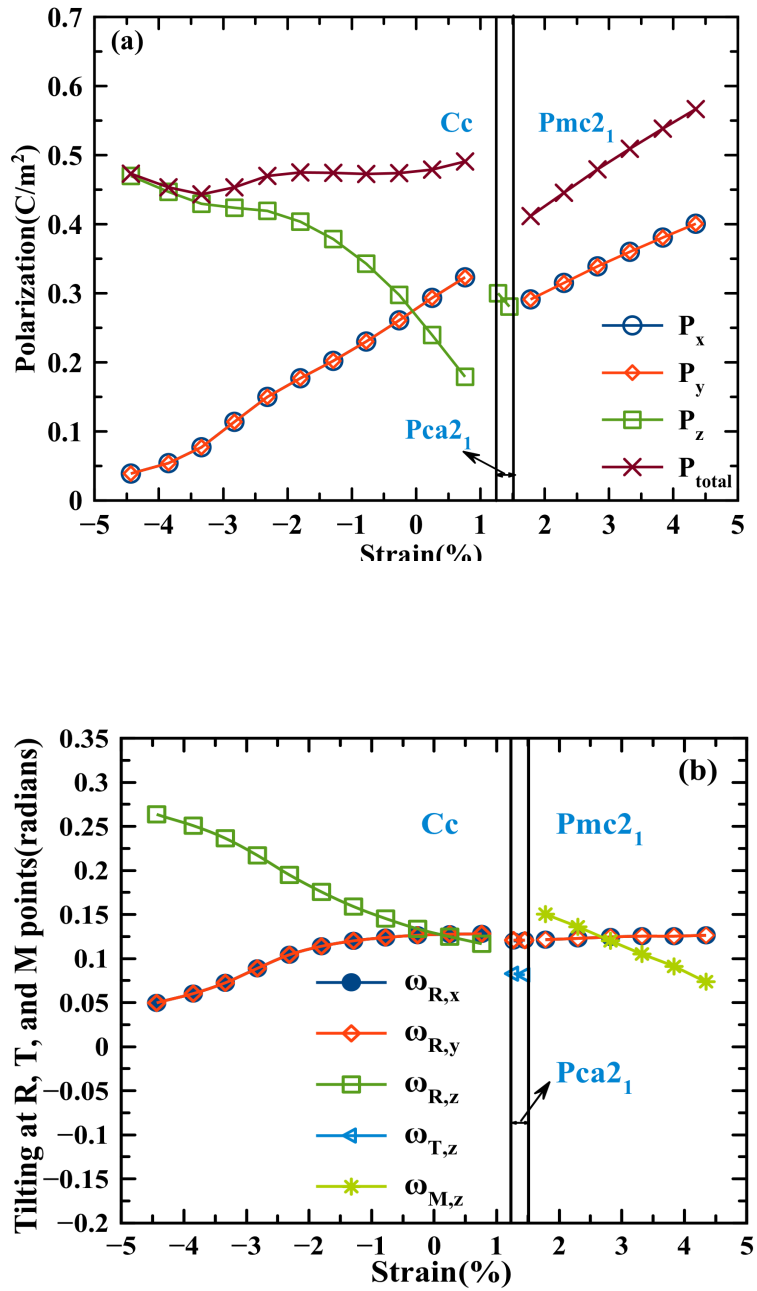 0.7
(a)
0.6
Cc
Pmc2₁
0.5
0.4
Polarization(C/m²)
0.3
Pₓ
P_y
0.2
P_z
Pca2₁
0.1
P_total
0
−5 −4 −3 −2 −1 0 1 2 3 4 5
Strain(%)
0.35
(b)
0.3
Cc
Pmc2₁
0.25
0.2
0.15
0.1
Tilting at R, T, and M points(radians)
0.05
ω_R,x
0
ω_R,y
−0.05
ω_R,z
Pca2₁
−0.1
ω_T,z
−0.15
ω_M,z
−0.2
−5 −4 −3 −2 −1 0 1 2 3 4 5
Strain(%)